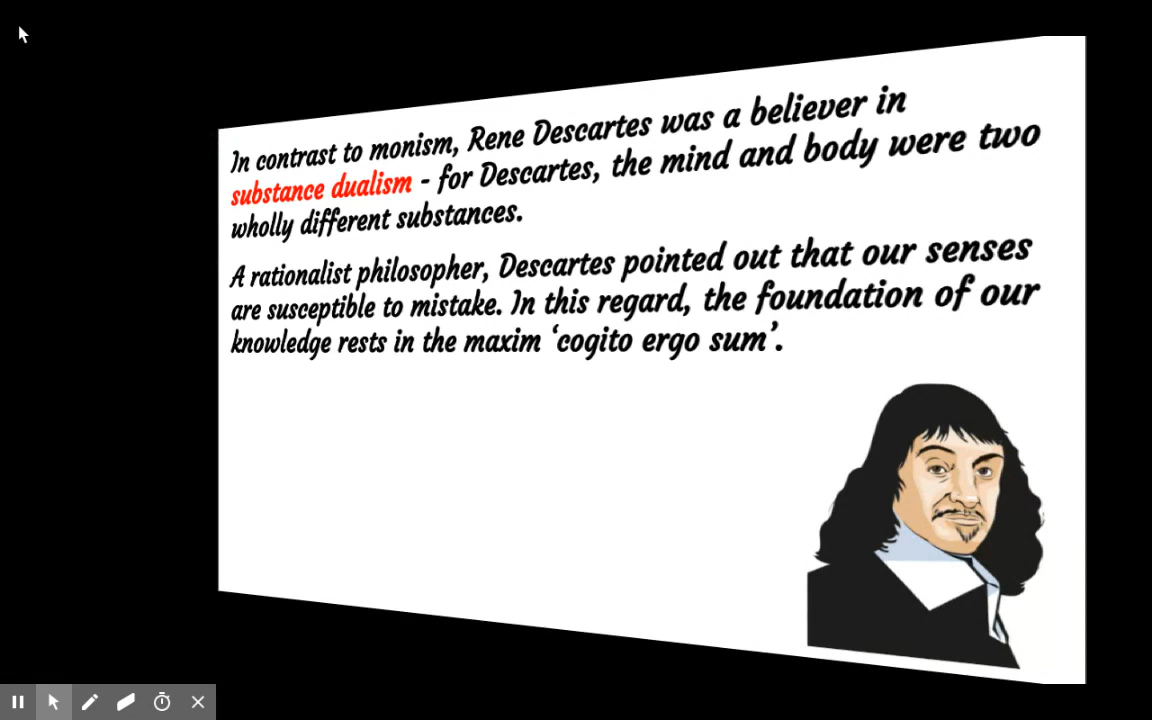 In contrast to monism, Rene Descartes was a believer in
substance dualism - for Descartes, the mind and body were two
wholly different substances.
A rationalist philosopher, Descartes pointed out that our senses
are susceptible to mistake. In this regard, the foundation of our
knowledge rests in the maxim ‘cogito ergo sum’.